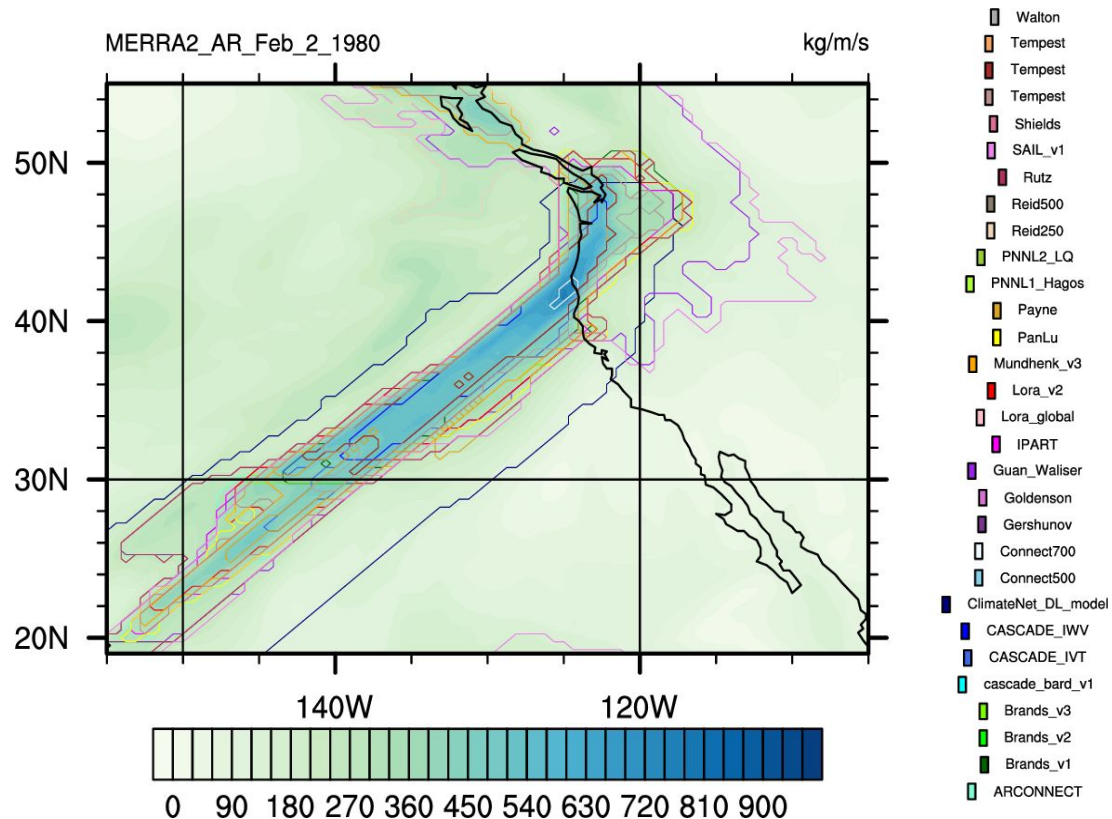 MERRA2_AR_Feb_2_1980
kg/m/s
50N
40N
30N
20N
140W
120W
0 90 180 270 360 450 540 630 720 810 900
Walton
Tempest
Tempest
Tempest
Shields
SAIL_v1
Rutz
Reid500
Reid250
PNNL2_LQ
PNNL1_Hagos
Payne
PanLu
Mundhenk_v3
Lora_v2
Lora_global
IPART
Guan_Waliser
Goldenson
Gershunov
Connect700
Connect500
ClimateNet_DL_model
CASCADE_IWV
CASCADE_IVT
cascade_bard_v1
Brands_v3
Brands_v2
Brands_v1
ARCONNECT